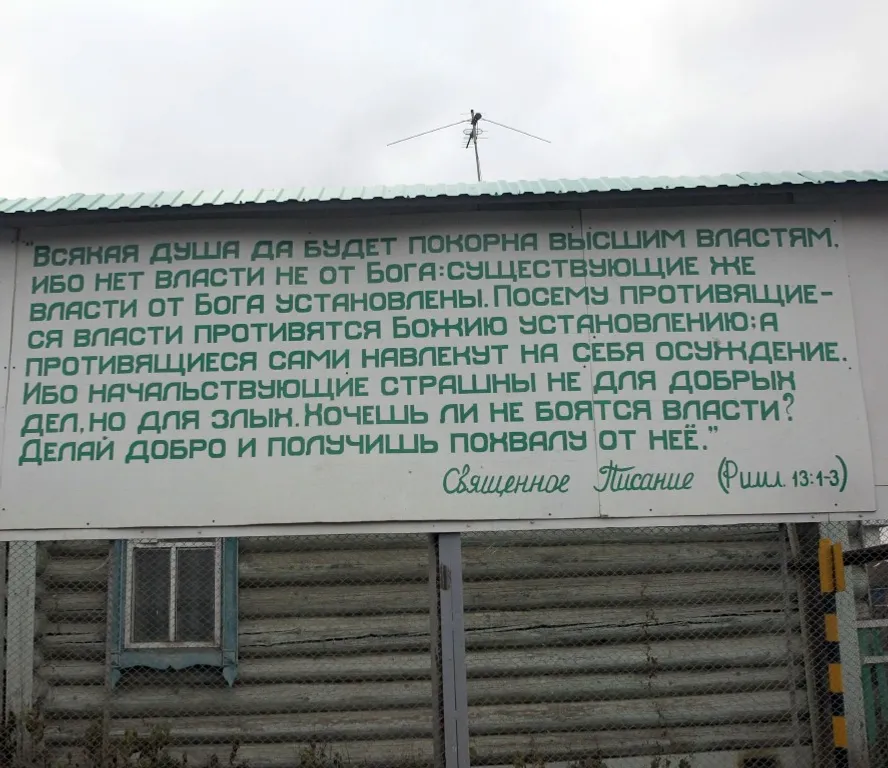 "Всякая душа да будет покорна высшим властям,
ибо нет власти не от Бога: существующие же
власти от Бога установлены. Посему противящие-
ся власти противятся Божию установлению; а
противящиеся сами навлекут на себя осуждение.
Ибо начальствующие страшны не для добрых
дел, но для злых. Хочешь ли не боятся власти?
Делай добро и получишь похвалу от неё."
Священное Писание (Римл. 13:1-3)